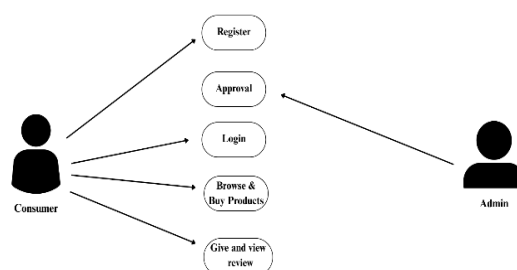 Register
Approval
Login
Browse &
Buy Products
Consumer
Admin
Give and view
review